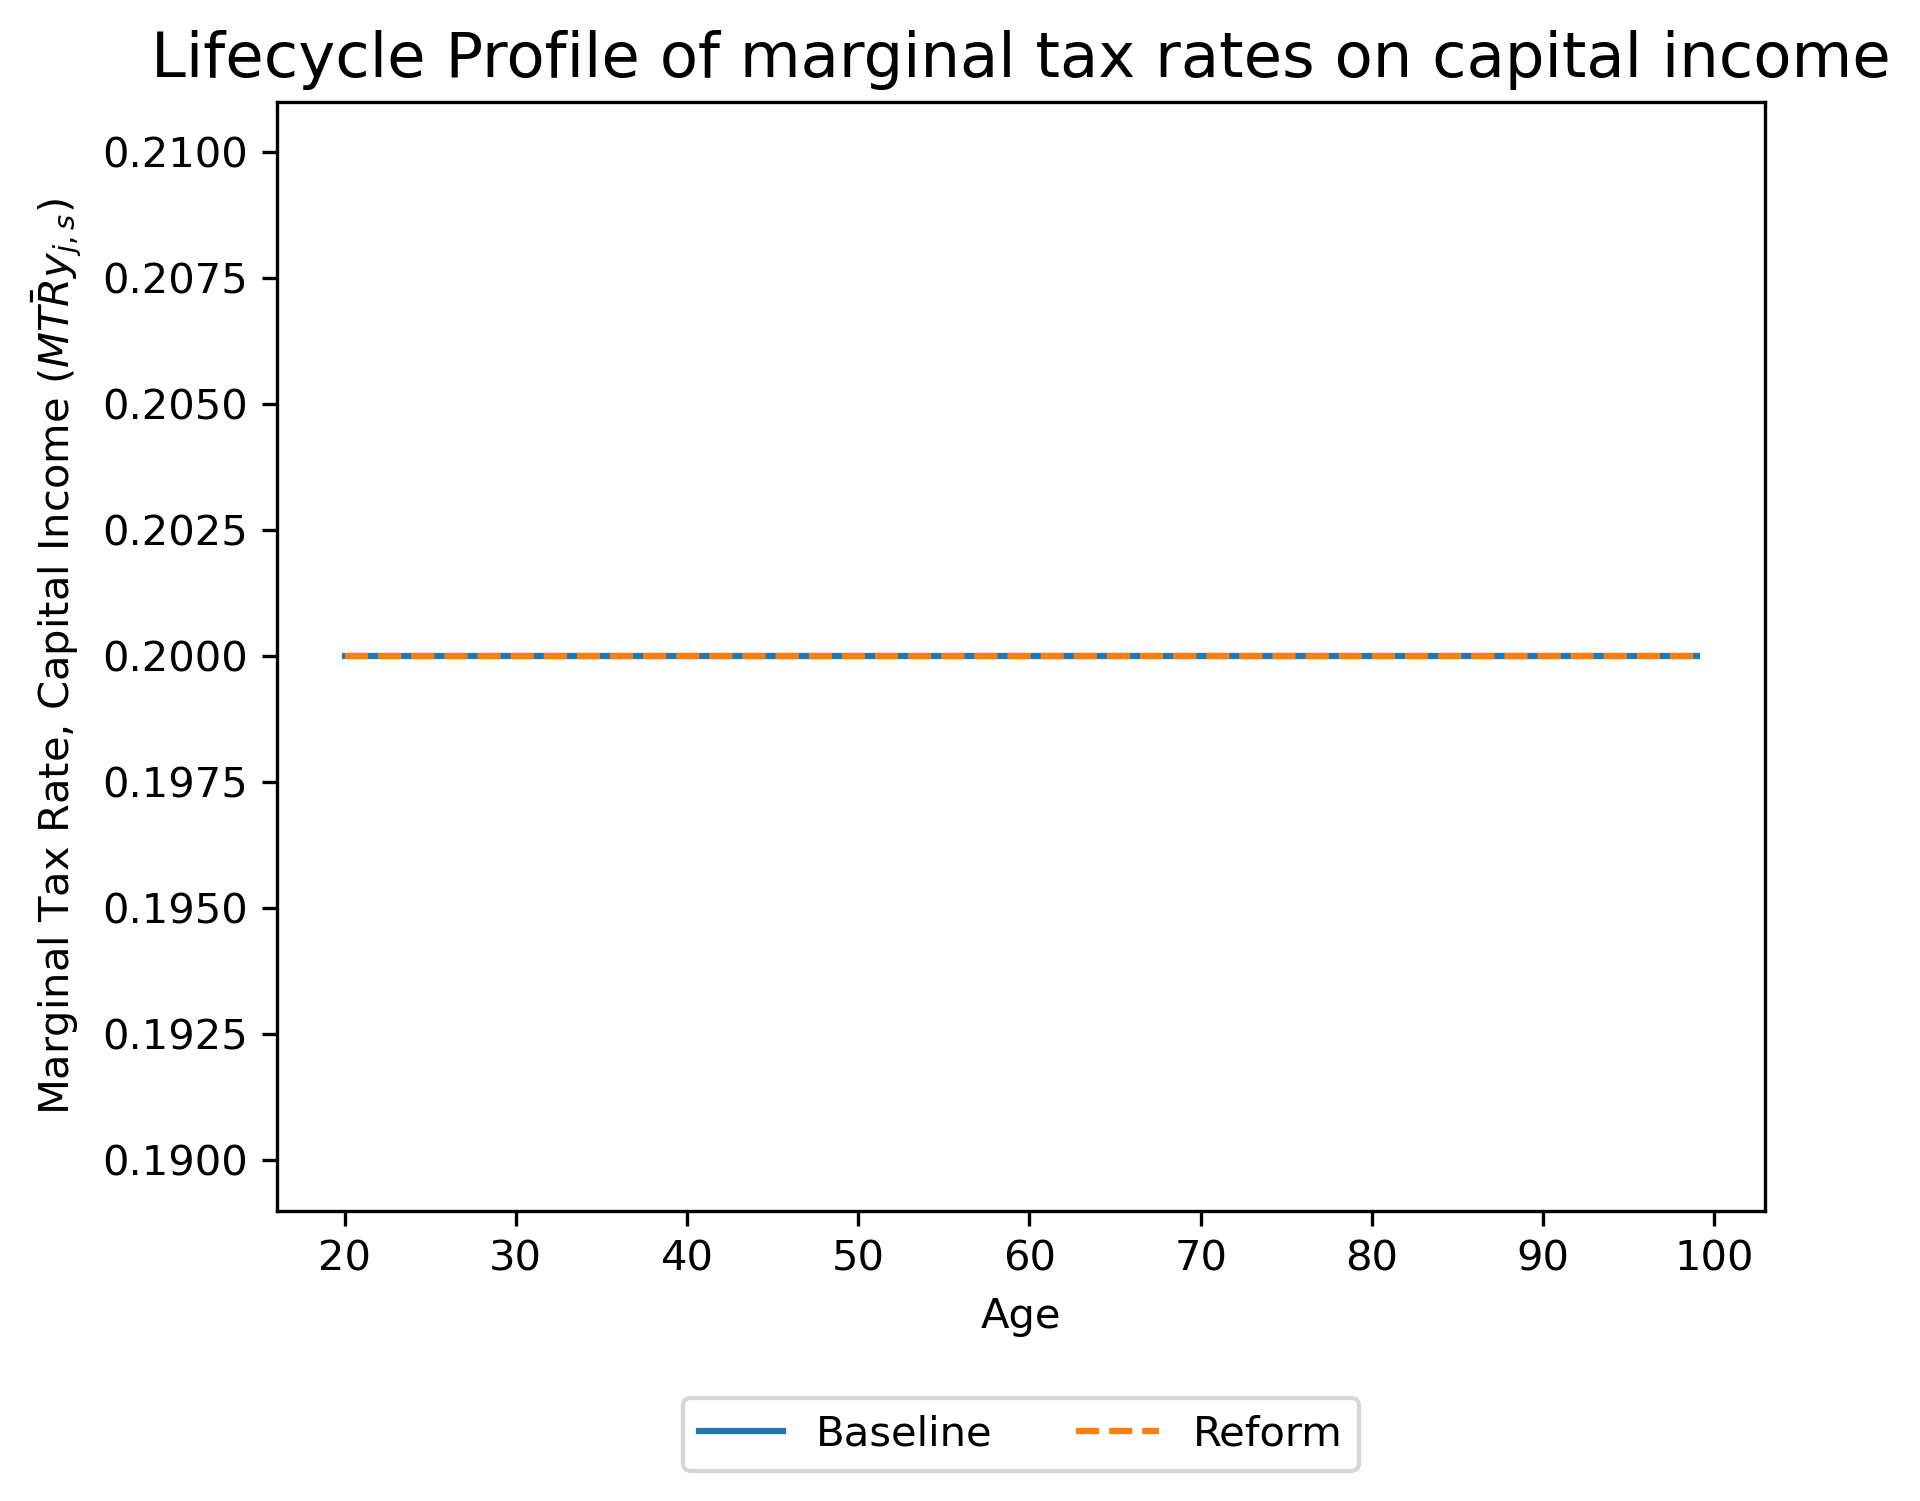 Lifecycle Profile of marginal tax rates on capital income
Marginal Tax Rate, Capital Income ($\bar{MTRy}_{j,s}$)
0.2100
0.2075
0.2050
0.2025
0.2000
0.1975
0.1950
0.1925
0.1900
20 30 40 50 60 70 80 90 100
Age
Baseline Reform